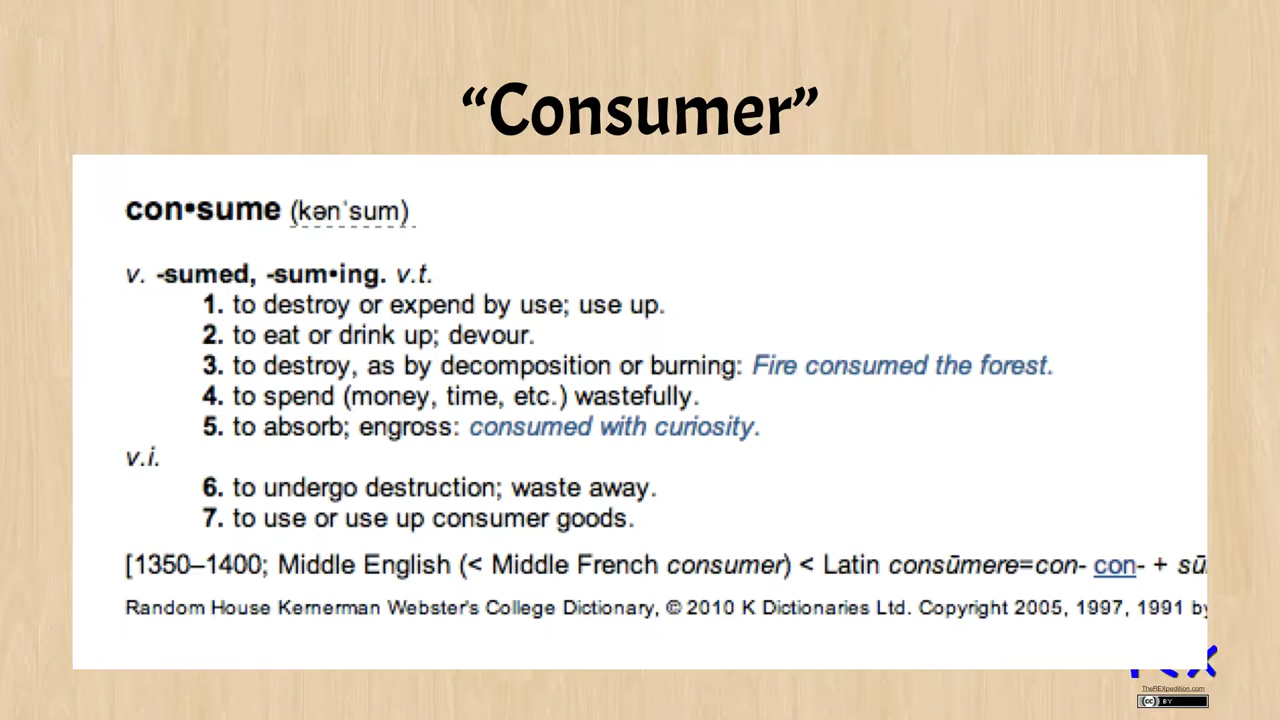 “Consumer”
con•sume (kənˈsum)
v. -sumed, -sum•ing. v.t.
1. to destroy or expend by use; use up.
2. to eat or drink up; devour.
3. to destroy, as by decomposition or burning: Fire consumed the forest.
4. to spend (money, time, etc.) wastefully.
5. to absorb; engross: consumed with curiosity.
v.i.
6. to undergo destruction; waste away.
7. to use or use up consumer goods.
[1350–1400; Middle English (< Middle French consumer) < Latin consūmere=con- con- + sū
Random House Kernerman Webster's College Dictionary, © 2010 K Dictionaries Ltd. Copyright 2005, 1997, 1991 by
TheREXpedition.com
cc BY